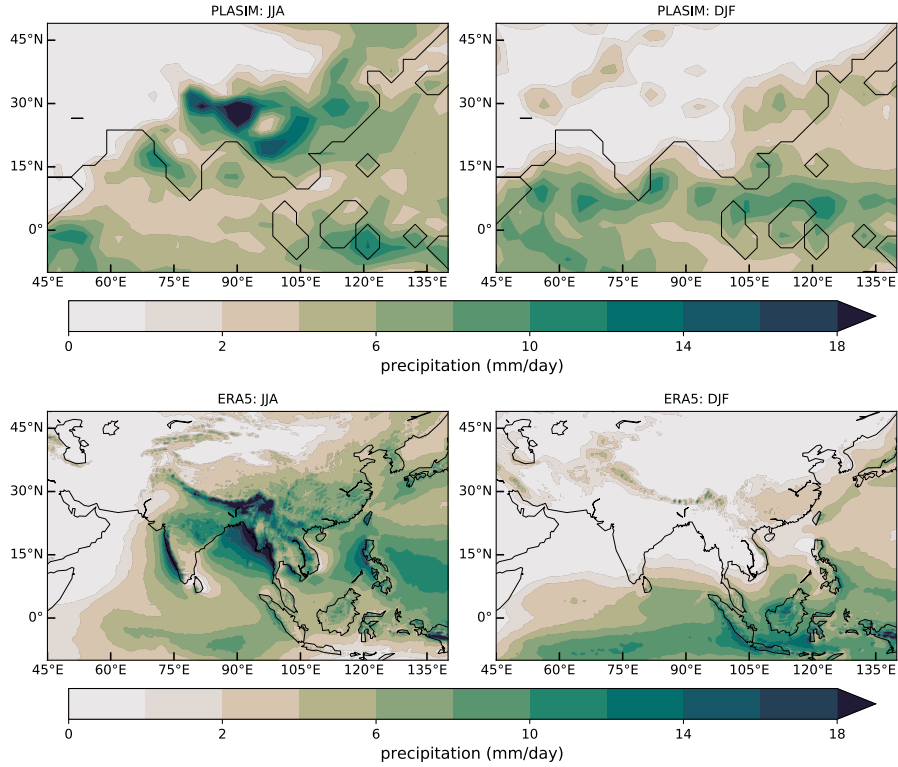 PLASIM: JJA
PLASIM: DJF
45°N
30°N
15°N
0°
45°E 60°E 75°E 90°E 105°E 120°E 135°E
45°N
30°N
15°N
0°
45°E 60°E 75°E 90°E 105°E 120°E 135°E
0 2 6 10 14 18
precipitation (mm/day)
ERA5: JJA
ERA5: DJF
45°N
30°N
15°N
0°
45°E 60°E 75°E 90°E 105°E 120°E 135°E
45°N
30°N
15°N
0°
45°E 60°E 75°E 90°E 105°E 120°E 135°E
0 2 6 10 14 18
precipitation (mm/day)